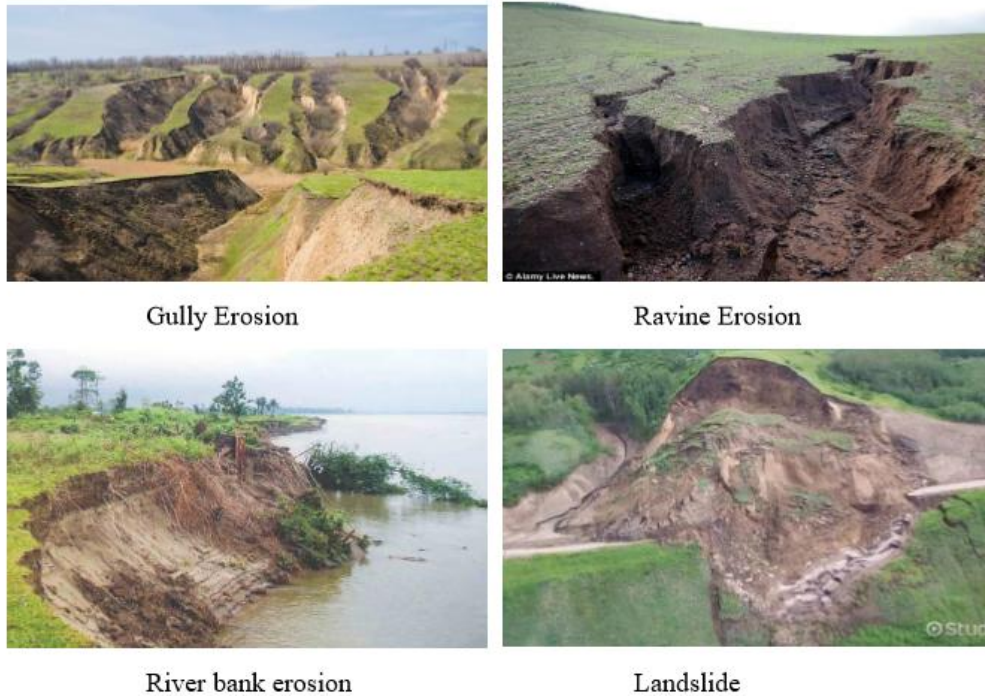 © Alamy Live News.
Gully Erosion
Ravine Erosion
River bank erosion
Landslide